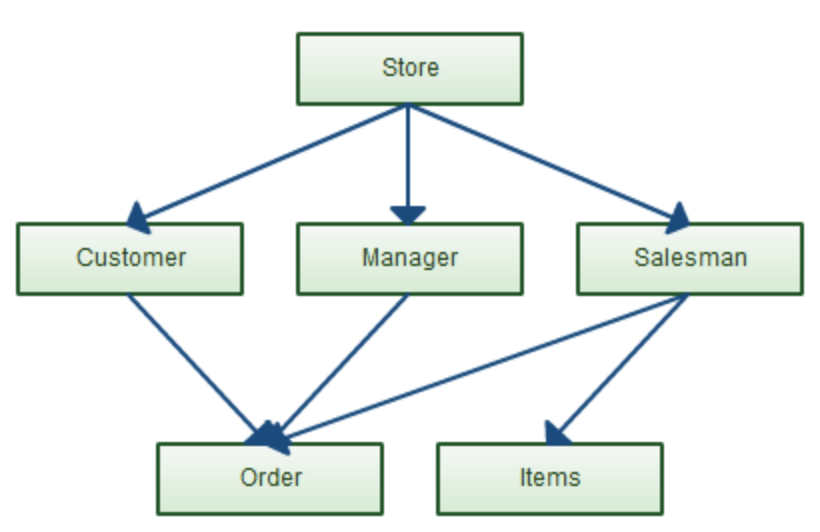 Store
Customer
Manager
Salesman
Order
Items